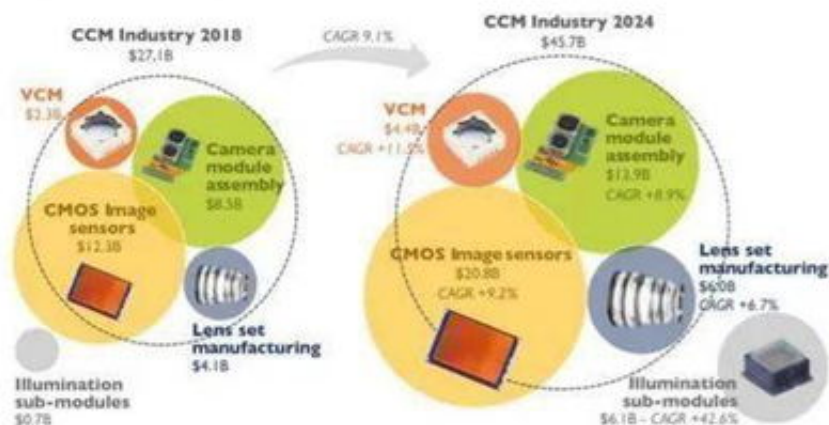 CCM Industry 2018
$27.1B
CAGR 9.1%
CCM Industry 2024
$45.7B
VCM
$2.3B
Camera
module
assembly
$8.5B
CMOS Image
sensors
$12.3B
Lens set
manufacturing
$4.1B
Illumination
sub-modules
$0.7B
VCM
$4.4B
CAGR +11.5%
Camera
module
assembly
$13.9B
CAGR +8.9%
CMOS Image sensors
$20.8B
CAGR +9.2%
Lens set
manufacturing
$6.0B
CAGR +6.7%
Illumination
sub-modules
$6.1B - CAGR +42.6%